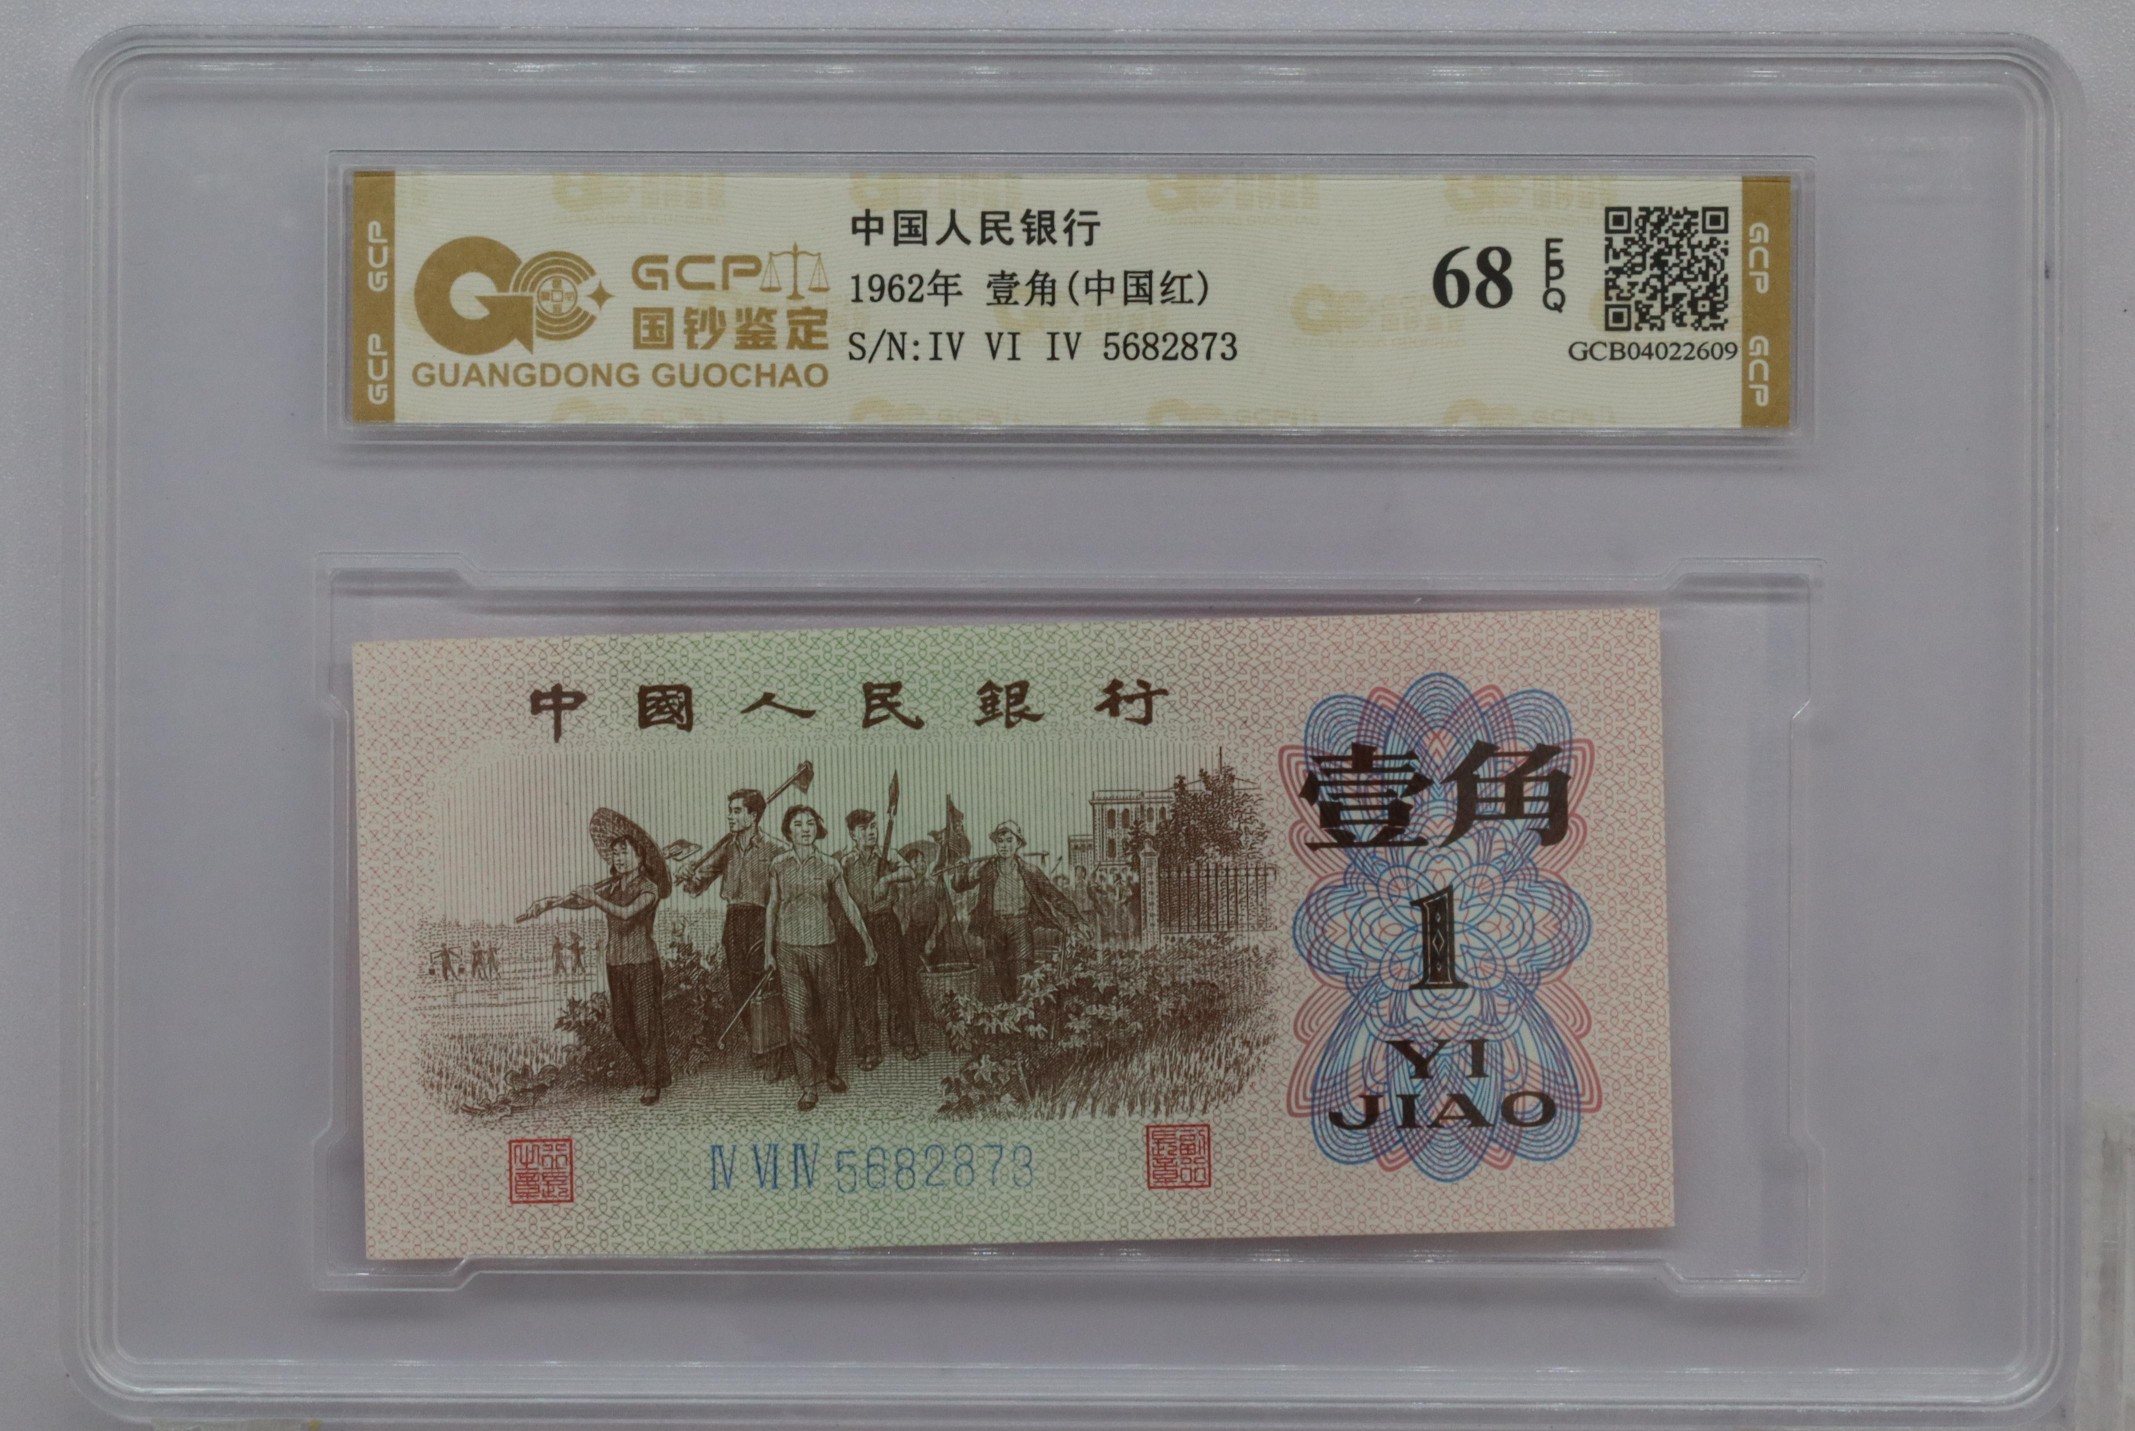 GCP
GCP
GCP
国钞鉴定
GUANGDONG GUOCHAO
中国人民银行
1962年 壹角(中国红)
S/N:IV VI IV 5682873
68
EPQ
GCB04022609
GCP
GCP
中國人民銀行
壹角
1
YI
JIAO
IV VI IV 5682873